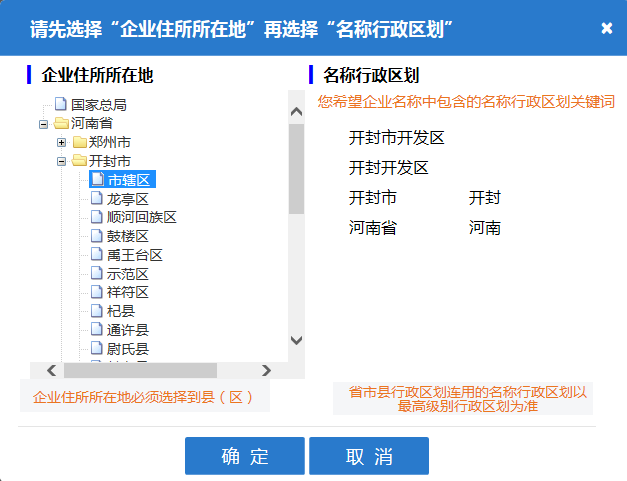 请先选择“企业住所所在地”再选择“名称行政区划”
企业住所所在地
国家总局
河南省
郑州市
开封市
市辖区
龙亭区
顺河回族区
鼓楼区
禹王台区
示范区
祥符区
杞县
通许县
尉氏县
企业住所所在地必须选择到县（区）
名称行政区划
您希望企业名称中包含的名称行政区划关键词
开封市开发区
开封开发区
开封市 开封
河南省 河南
省市县行政区划连用的名称行政区划以
最高级别行政区划为准
确 定
取 消